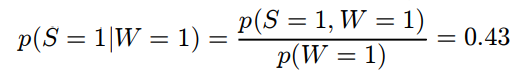 p(S = 1|W = 1) = p(S = 1, W = 1) / p(W = 1) = 0.43